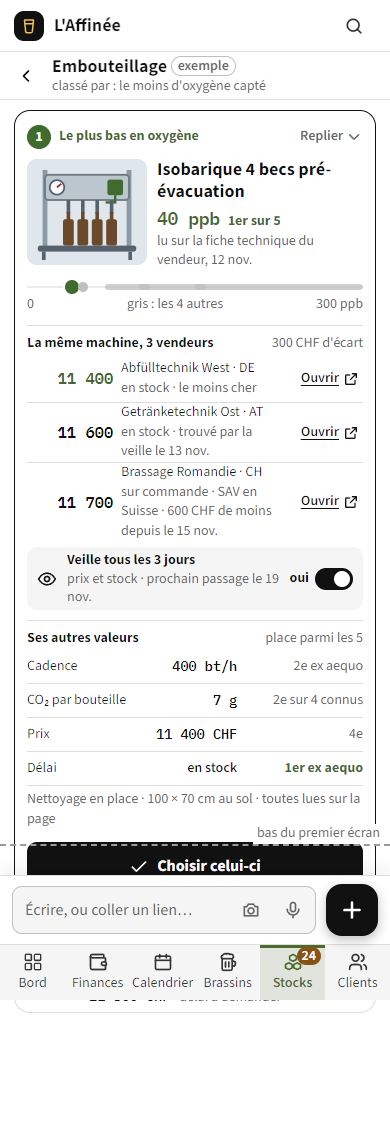 L'Affinée
Embouteillage exemple
classé par : le moins d'oxygène capté
1 Le plus bas en oxygène Replier
Isobarique 4 becs pré-
évacuation
40 ppb 1er sur 5
lu sur la fiche technique du
vendeur, 12 nov.
0 gris : les 4 autres 300 ppb
La même machine, 3 vendeurs 300 CHF d'écart
11 400 Abfülltechnik West · DE
en stock · le moins cher
Ouvrir
11 600 Getränketechnik Ost · AT
en stock · trouvé par la
veille le 13 nov.
Ouvrir
11 700 Brassage Romandie · CH
sur commande · SAV en
Suisse · 600 CHF de moins
depuis le 15 nov.
Ouvrir
Veille tous les 3 jours
prix et stock · prochain passage le 19
nov.
oui
Ses autres valeurs place parmi les 5
Cadence 400 bt/h 2e ex aequo
CO₂ par bouteille 7 g 2e sur 4 connus
Prix 11 400 CHF 4e
Délai en stock 1er ex aequo
Nettoyage en place · 100 × 70 cm au sol · toutes lues sur la
page
bas du premier écran
Choisir celui-ci
Écrire, ou coller un lien…
24
Bord Finances Calendrier Brassins Stocks Clients